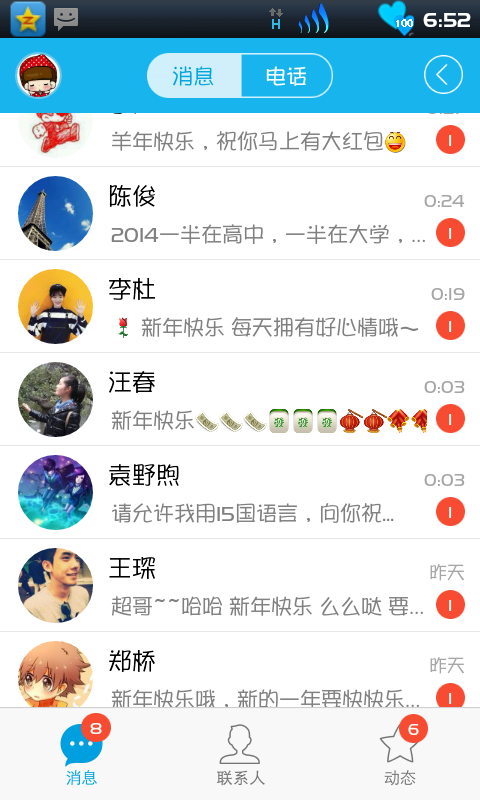 H 100 6:52
消息 电话
羊年快乐，祝你马上有大红包 1
陈俊 0:24
2014一半在高中，一半在大学，... 1
李杜 0:19
新年快乐 每天拥有好心情哦～ 1
汪春 0:03
新年快乐 發 發 發 1
袁野煦 0:03
请允许我用15国语言，向你祝... 1
王琛 昨天
超哥~~哈哈 新年快乐 么么哒 要... 1
郑桥 昨天
新年快乐哦，新的一年要快快乐... 1
8 6
消息 联系人 动态